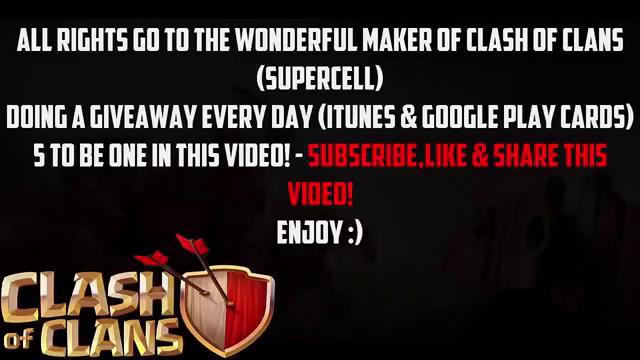 ALL RIGHTS GO TO THE WONDERFUL MAKER OF CLASH OF CLANS
(SUPERCELL)
DOING A GIVEAWAY EVERY DAY (ITUNES & GOOGLE PLAY CARDS)
5 TO BE ONE IN THIS VIDEO! - SUBSCRIBE,LIKE & SHARE THIS
VIDEO!
ENJOY :)
CLASH
of CLANS